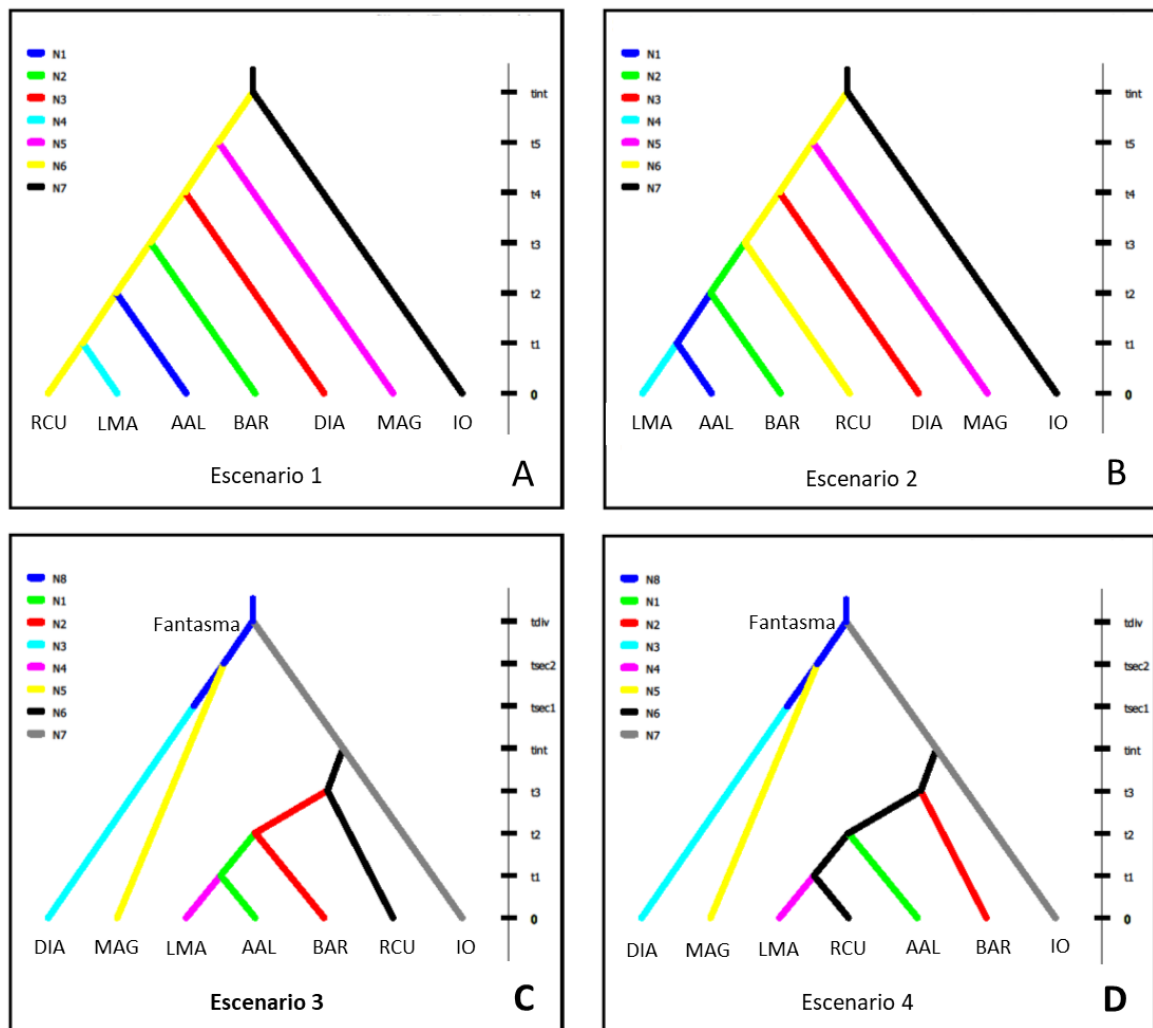 N1
N2
N3
N4
N5
N6
N7
tint
t5
t4
t3
t2
t1
0
RCU LMA AAL BAR DIA MAG IO
Escenario 1
A
N1
N2
N3
N4
N5
N6
N7
tint
t5
t4
t3
t2
t1
0
LMA AAL BAR RCU DIA MAG IO
Escenario 2
B
N8
N1
N2
N3
N4
N5
N6
N7
Fantasma
tdiv
tsec2
tsec1
tint
t3
t2
t1
0
DIA MAG LMA AAL BAR RCU IO
Escenario 3
C
N8
N1
N2
N3
N4
N5
N6
N7
Fantasma
tdiv
tsec2
tsec1
tint
t3
t2
t1
0
DIA MAG LMA RCU AAL BAR IO
Escenario 4
D